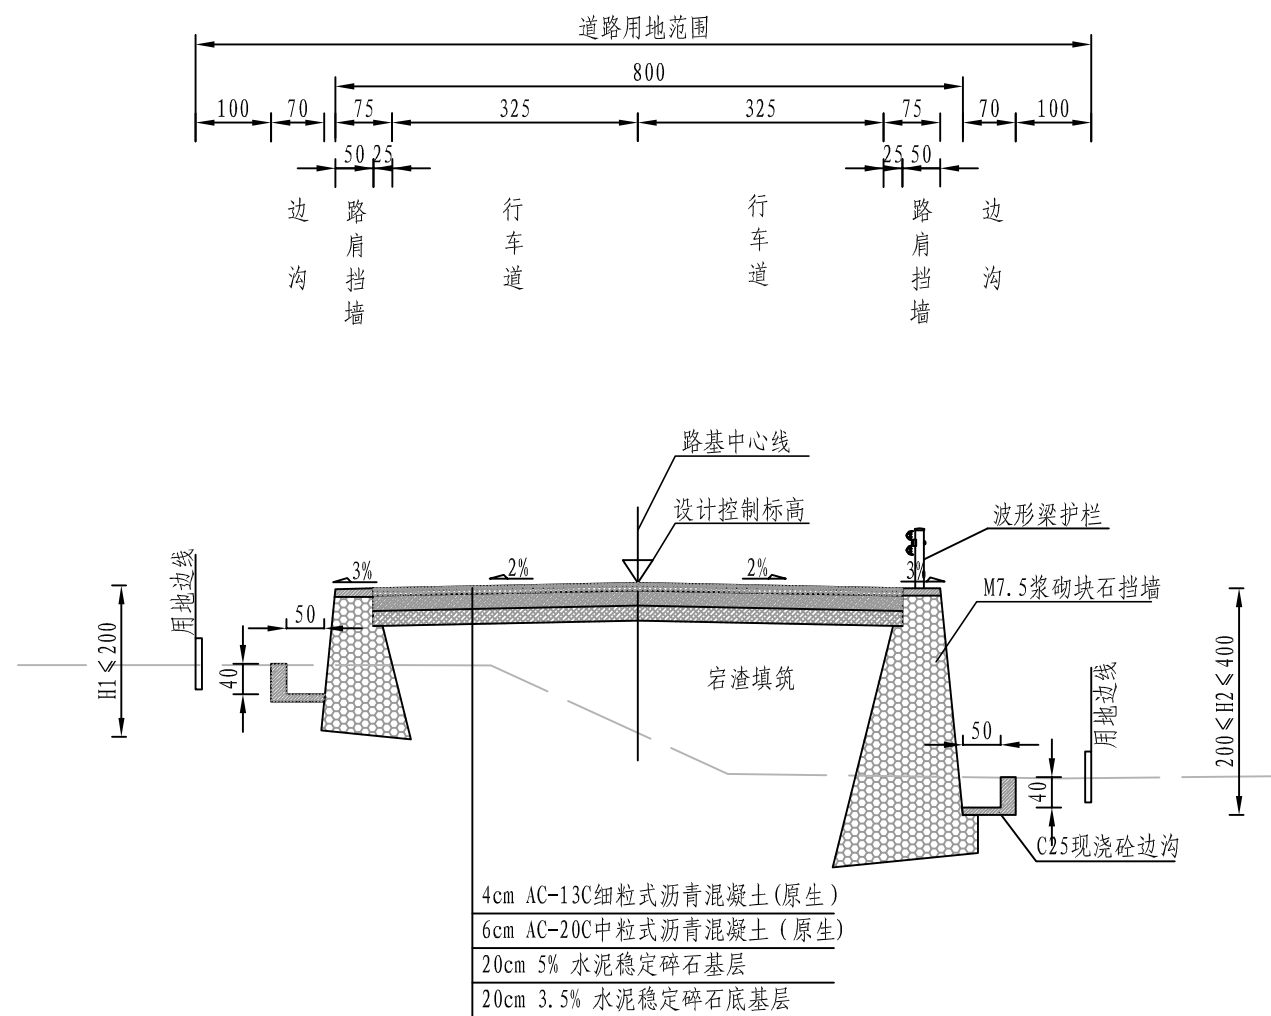 道路用地范围
800
100 70 75 325 325 75 70 100
50 25 25 50
边沟 路肩挡墙 行车道 行车道 路肩挡墙 边沟
路基中心线
设计控制标高
波形梁护栏
3% 2% 2% 3%
用地边线
M7.5浆砌块石挡墙
50
H1≤200
40
宕渣填筑
200≤H2≤400
用地边线
50
40
C25现浇砼边沟
4cm AC-13C细粒式沥青混凝土(原生)
6cm AC-20C中粒式沥青混凝土(原生)
20cm 5% 水泥稳定碎石基层
20cm 3.5% 水泥稳定碎石底基层